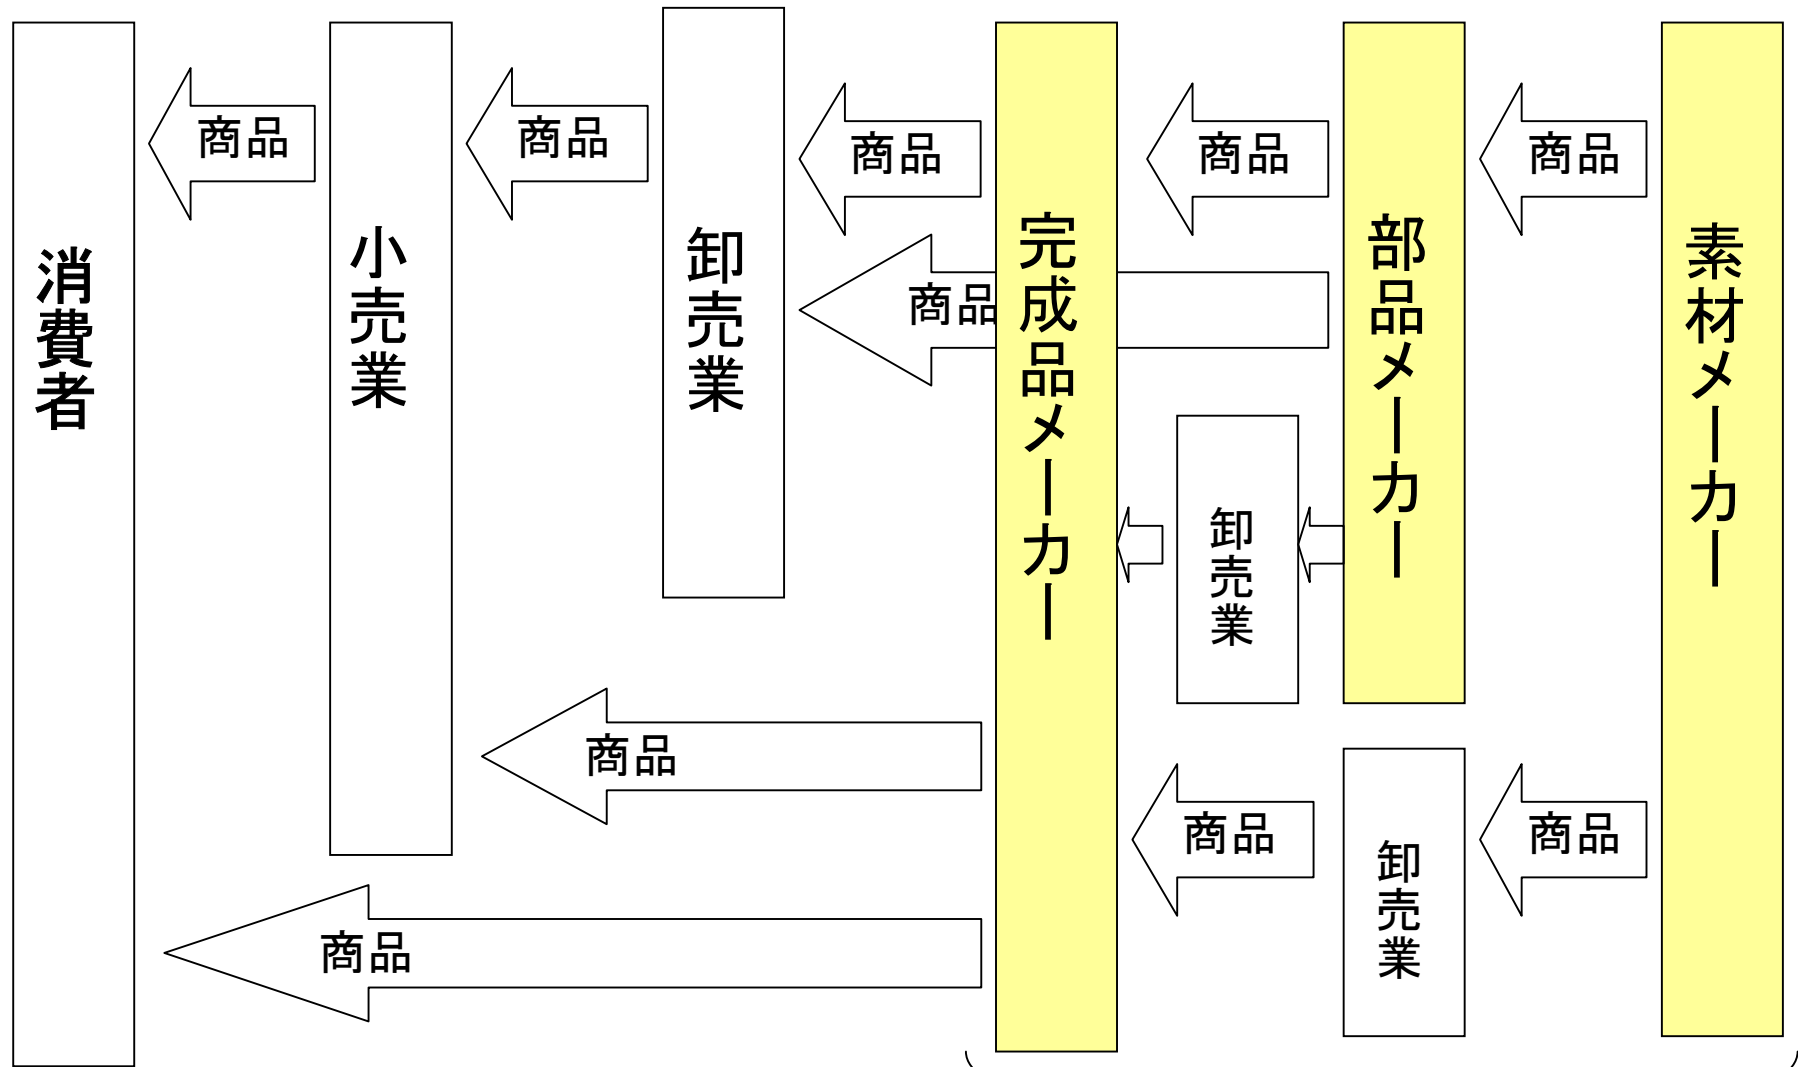 消費者
商品
小売業
商品
卸売業
商品
商品
完成品メーカー
商品
部品メーカー
商品
素材メーカー
卸売業
商品
商品
卸売業
商品
商品